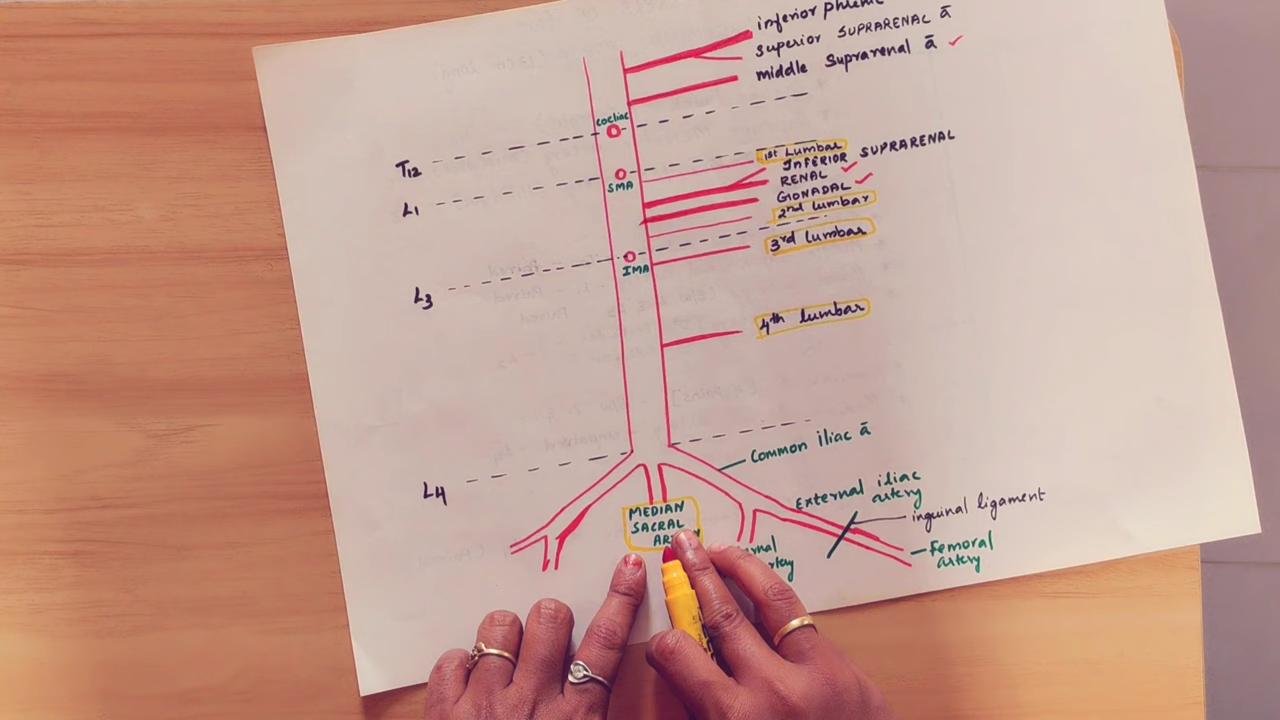 inferior phrenic
superior SUPRARENAL ā
middle Suprarenal ā ✓
coeliac
T12
1st Lumbar
INFERIOR SUPRARENAL
RENAL ✓
SMA
GIONADAL ✓
L1
2nd lumbar
3rd lumbar
IMA
L3
4th lumbar
Common iliac ā
L4
External iliac artery
MEDIAN
SACRAL
inguinal ligament
Femoral
artery